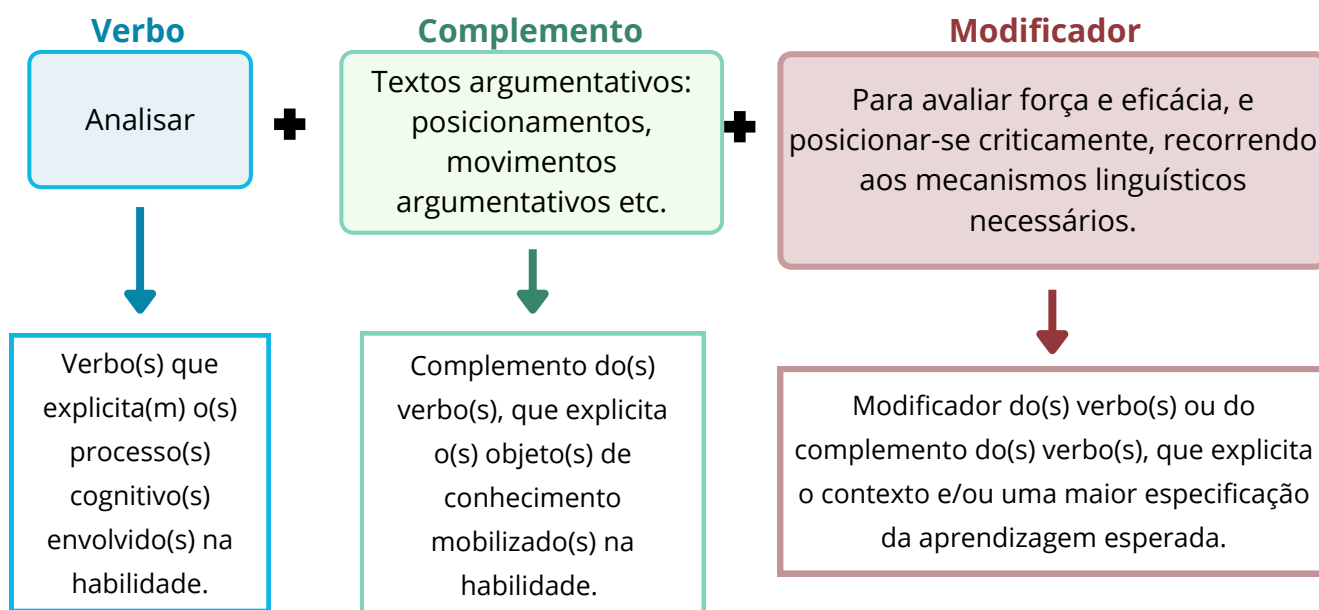 Verbo
Analisar
Verbo(s) que
explicita(m) o(s)
processo(s)
cognitivo(s)
envolvido(s) na
habilidade.
Complemento
Textos argumentativos:
posicionamentos,
movimentos
argumentativos etc.
Complemento do(s)
verbo(s), que explicita
o(s) objeto(s) de
conhecimento
mobilizado(s) na
habilidade.
Modificador
Para avaliar força e eficácia, e
posicionar-se criticamente, recorrendo
aos mecanismos linguísticos
necessários.
Modificador do(s) verbo(s) ou do
complemento do(s) verbo(s), que explicita
o contexto e/ou uma maior especificação
da aprendizagem esperada.